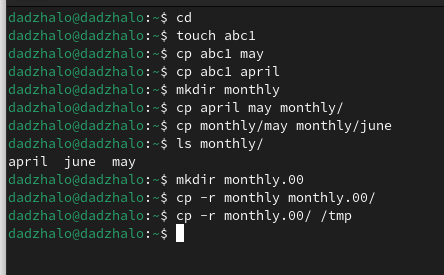 dadzhalo@dadzhalo:~$ cd
dadzhalo@dadzhalo:~$ touch abc1
dadzhalo@dadzhalo:~$ cp abc1 may
dadzhalo@dadzhalo:~$ cp abc1 april
dadzhalo@dadzhalo:~$ mkdir monthly
dadzhalo@dadzhalo:~$ cp april may monthly/
dadzhalo@dadzhalo:~$ cp monthly/may monthly/june
dadzhalo@dadzhalo:~$ ls monthly/
april  june  may
dadzhalo@dadzhalo:~$ mkdir monthly.00
dadzhalo@dadzhalo:~$ cp -r monthly monthly.00/
dadzhalo@dadzhalo:~$ cp -r monthly.00/ /tmp
dadzhalo@dadzhalo:~$